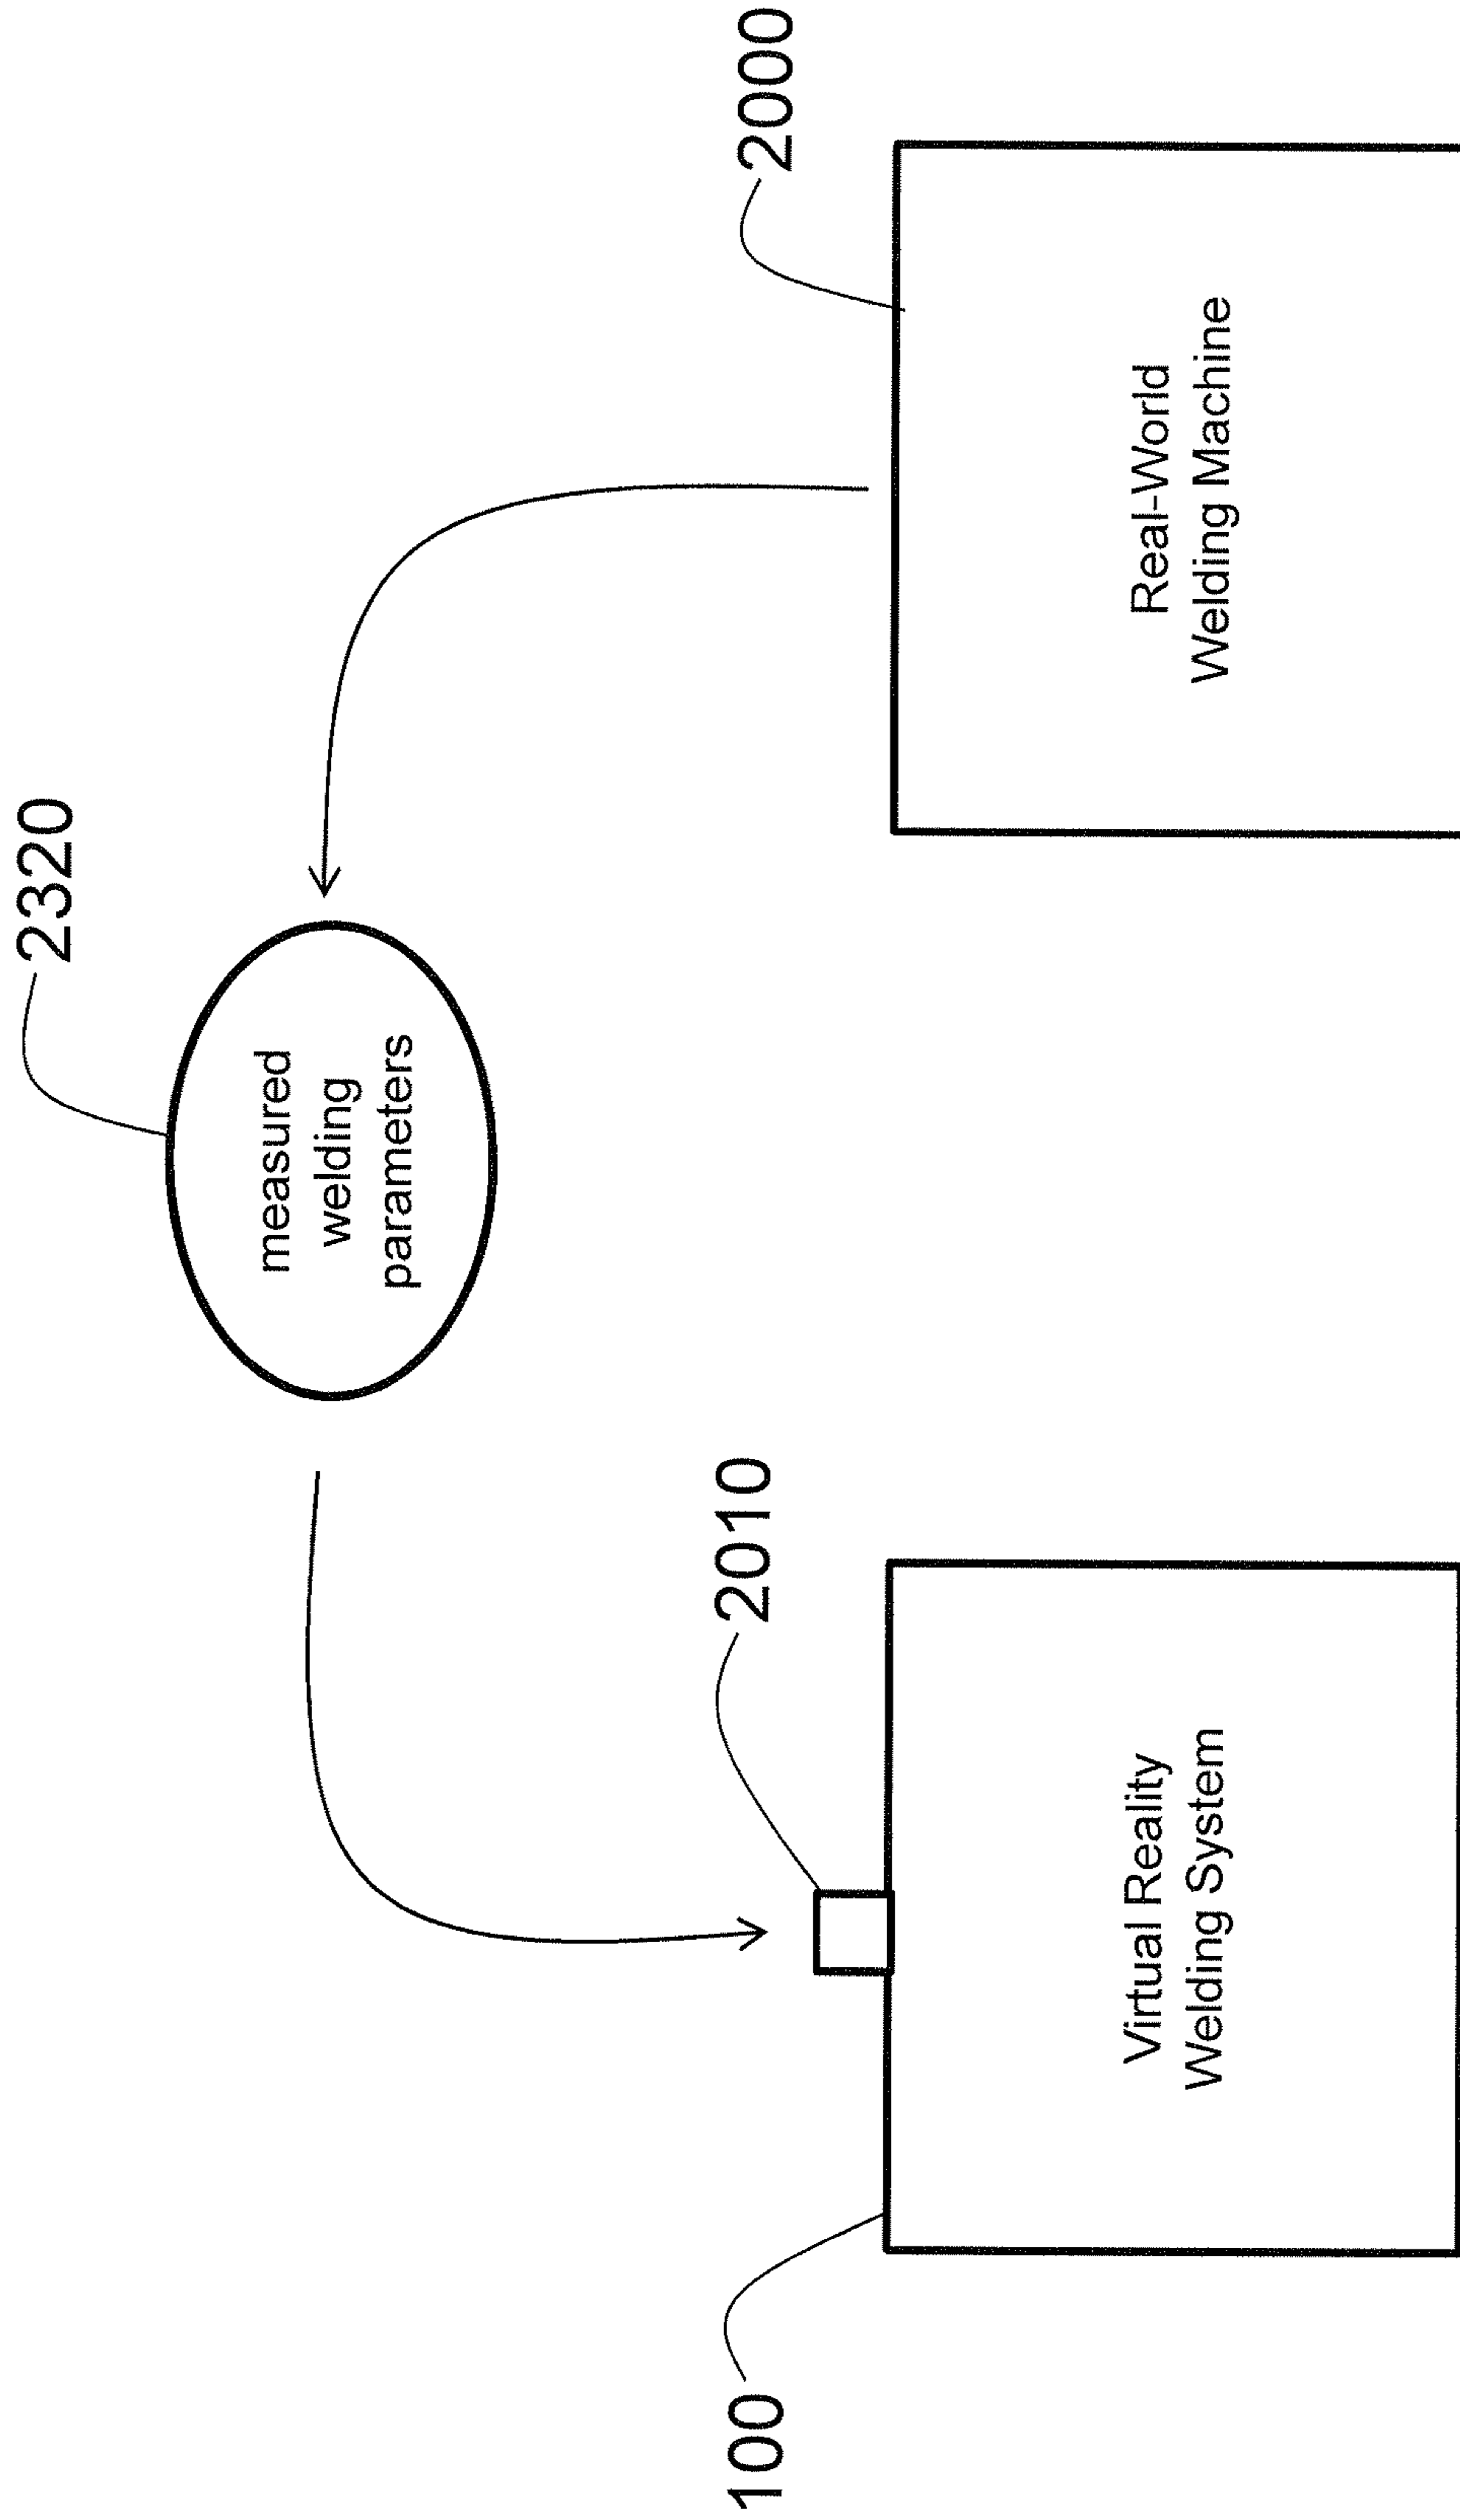 2320
measured
welding
parameters
2010
2000
100
Virtual Reality
Welding System
Real-World
Welding Machine